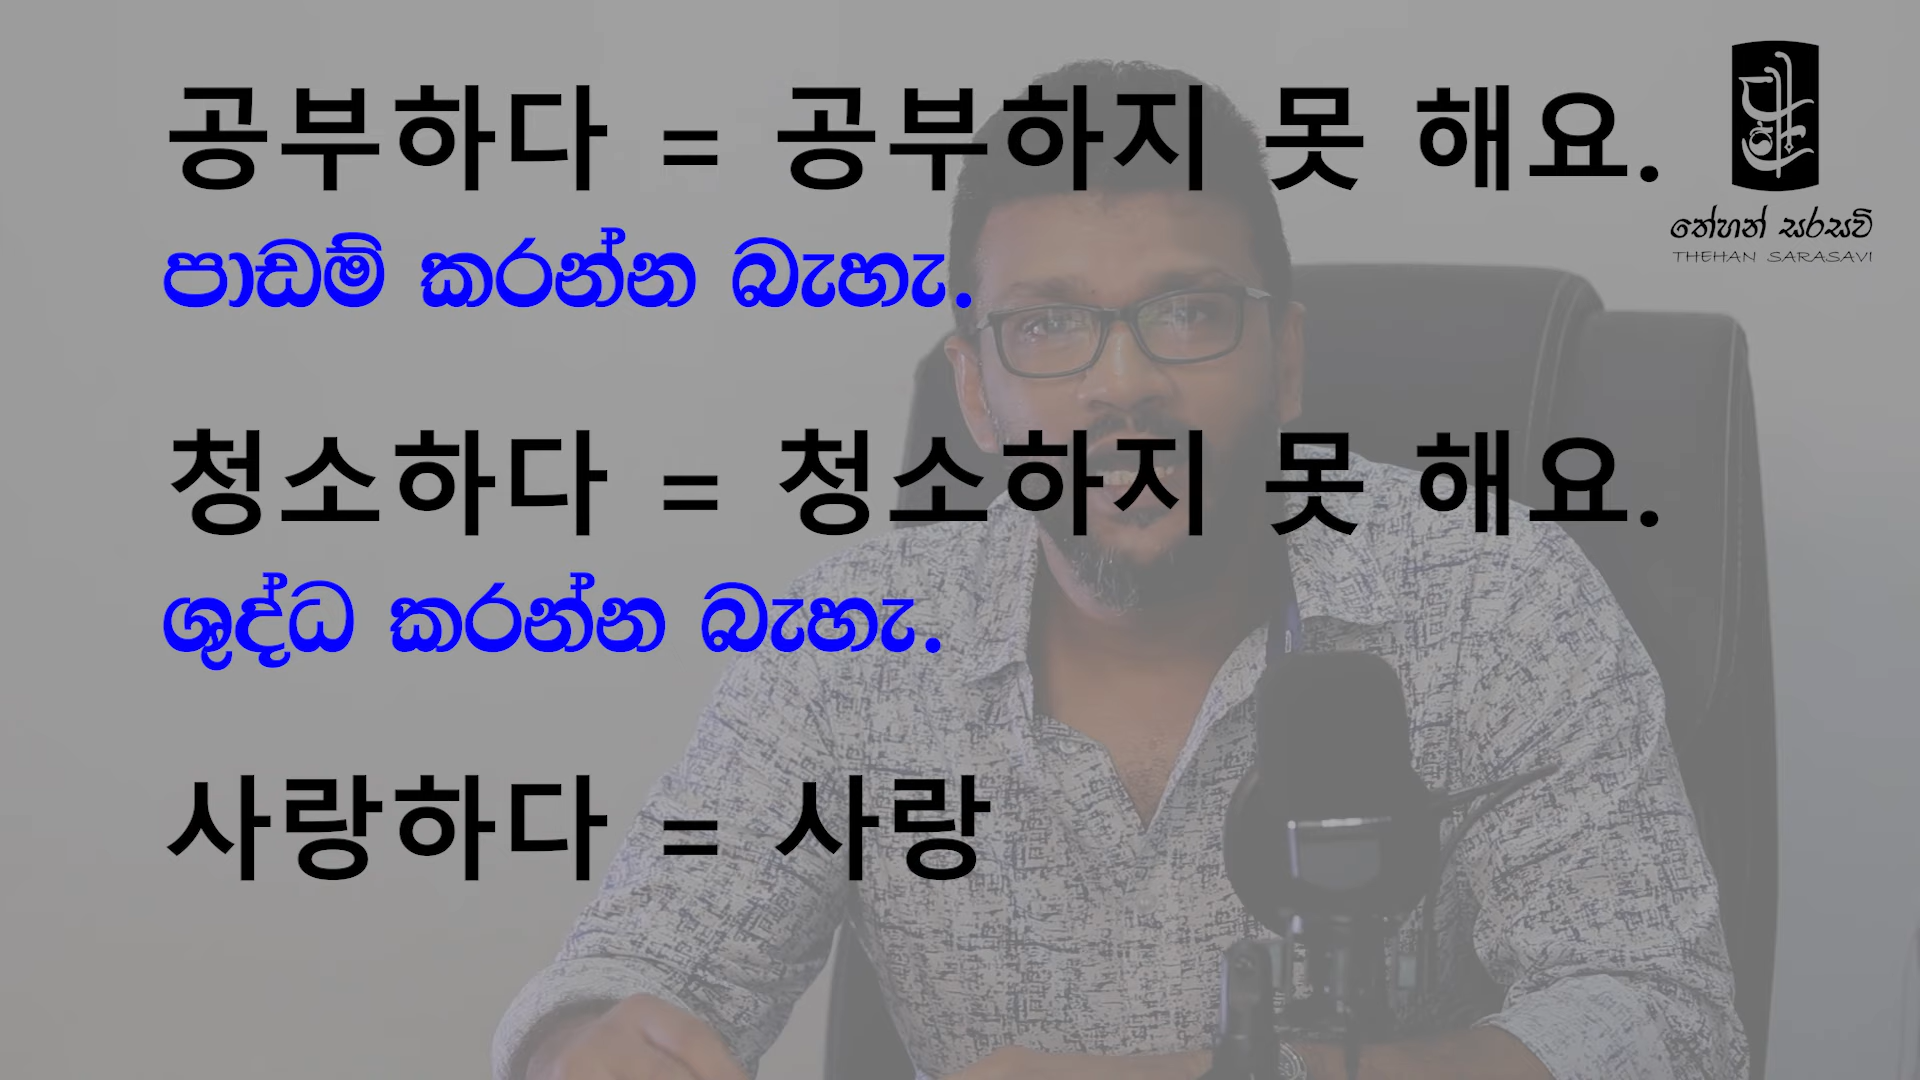 공부하다 = 공부하지 못 해요.
පාඩම් කරන්න බැහැ.
청소하다 = 청소하지 못 해요.
ශුද්ධ කරන්න බැහැ.
사랑하다 = 사랑
තේහන් සරසවි
THEHAN SARASAVI